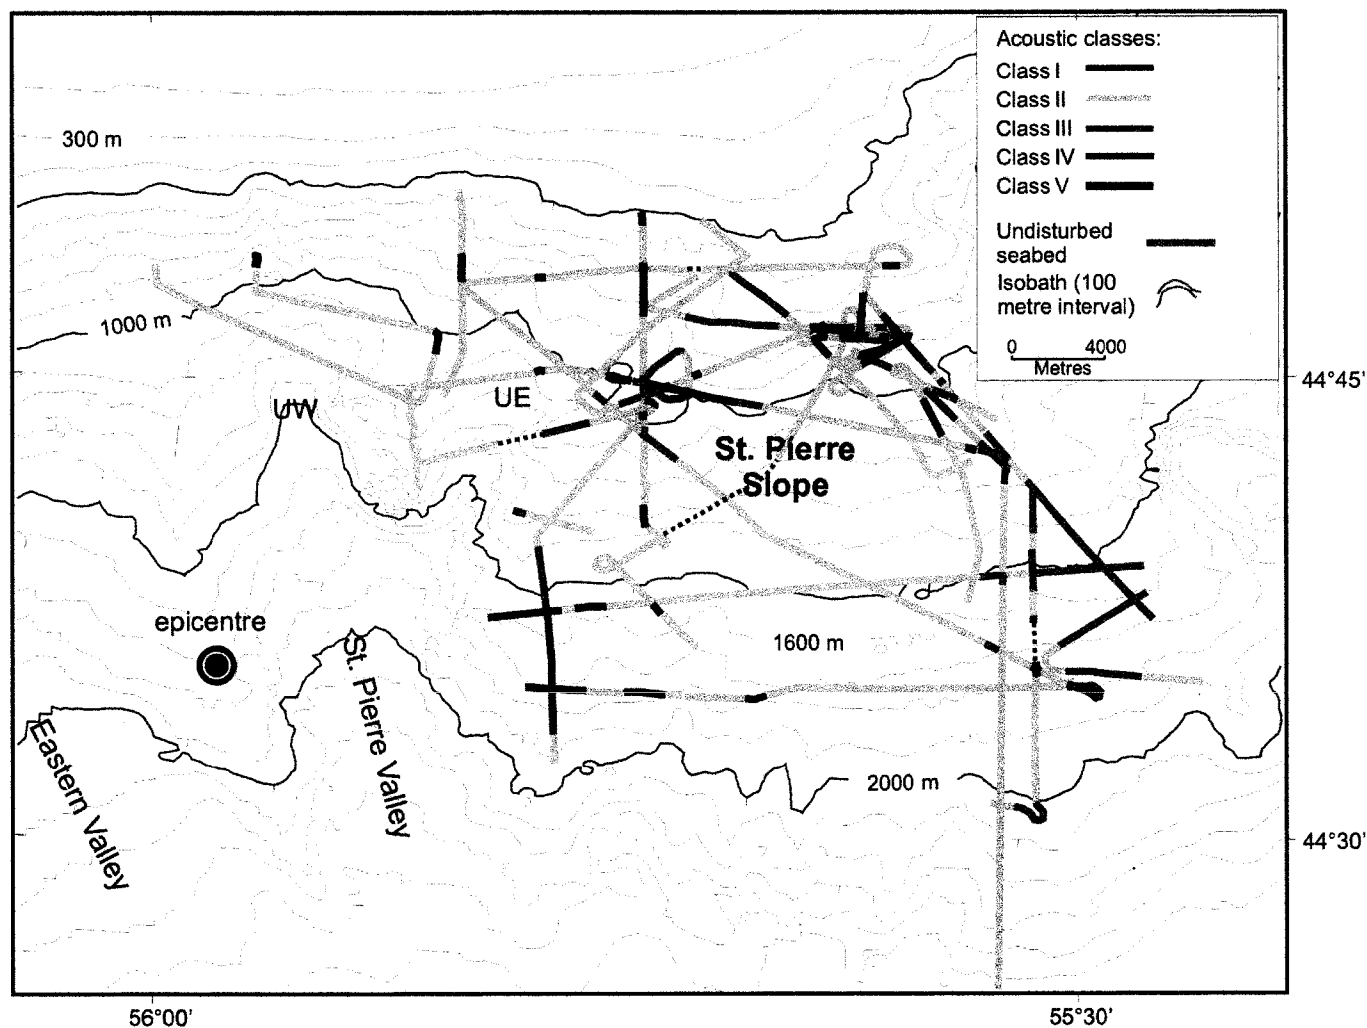 Acoustic classes:
Class I
Class II
Class III
Class IV
Class V
Undisturbed
seabed
Isobath (100
metre interval)
0 4000
Metres
300 m
1000 m
44°45'
UW
UE
St. Pierre
Slope
epicentre
1600 m
St. Pierre Valley
Eastern Valley
2000 m
44°30'
56°00'
55°30'